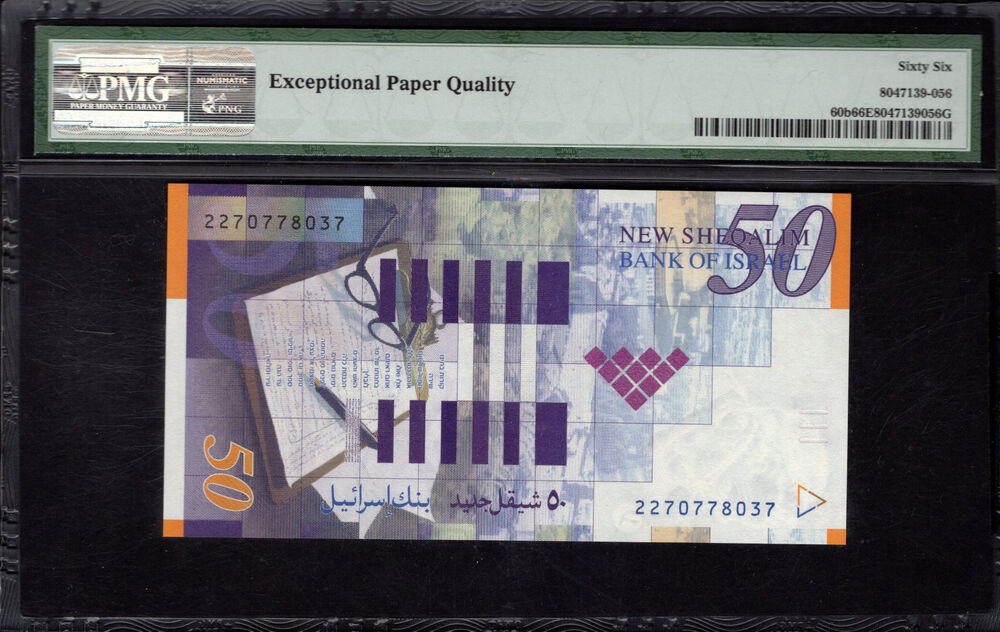 PMG
PAPER MONEY GUARANTY
NUMISMATIC
PNG
Exceptional Paper Quality
Sixty Six
8047139-056
60b66E8047139056G
2270778037
50
NEW SHEQALIM
BANK OF ISRAEL
50
٥٠ شيقل جديد
بنك إسرائيل
2270778037